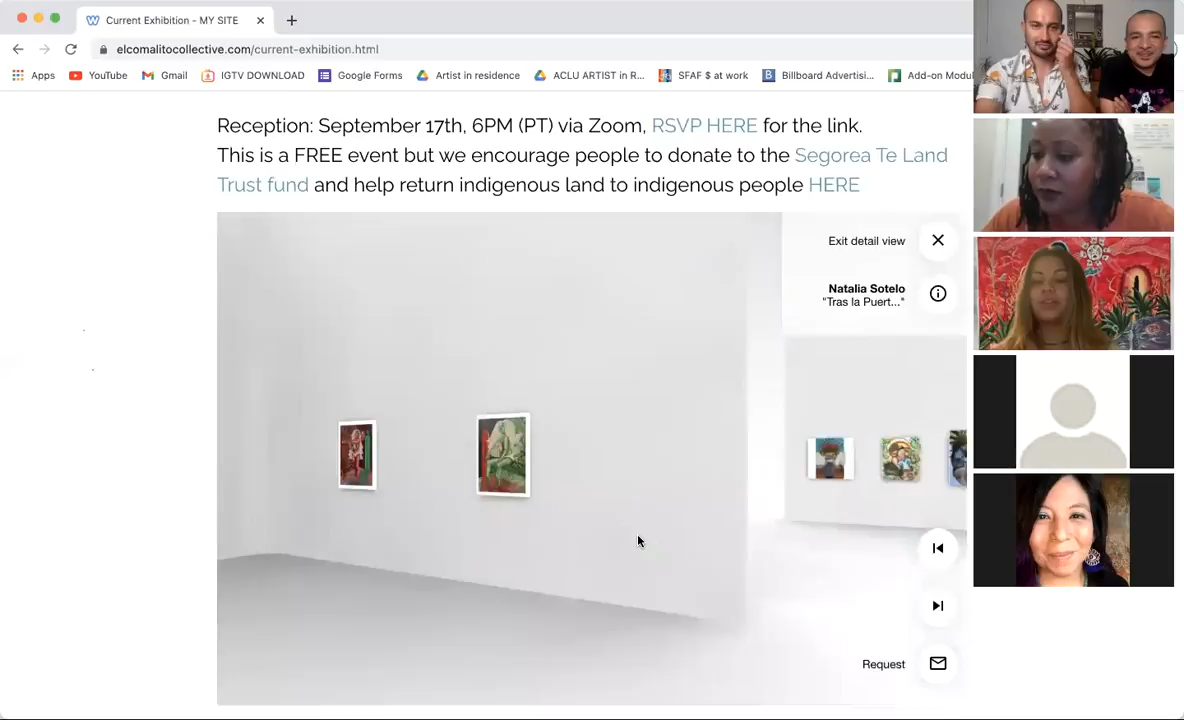 Current Exhibition - MY SITE
elcomalitocollective.com/current-exhibition.html
Apps YouTube Gmail IGTV DOWNLOAD Google Forms Artist in residence ACLU ARTIST in R... SFAF $ at work Billboard Advertisi... Add-on Modul
Reception: September 17th, 6PM (PT) via Zoom, RSVP HERE for the link.
This is a FREE event but we encourage people to donate to the Segorea Te Land
Trust fund and help return indigenous land to indigenous people HERE
Exit detail view
Natalia Sotelo
"Tras la Puert..."
Request